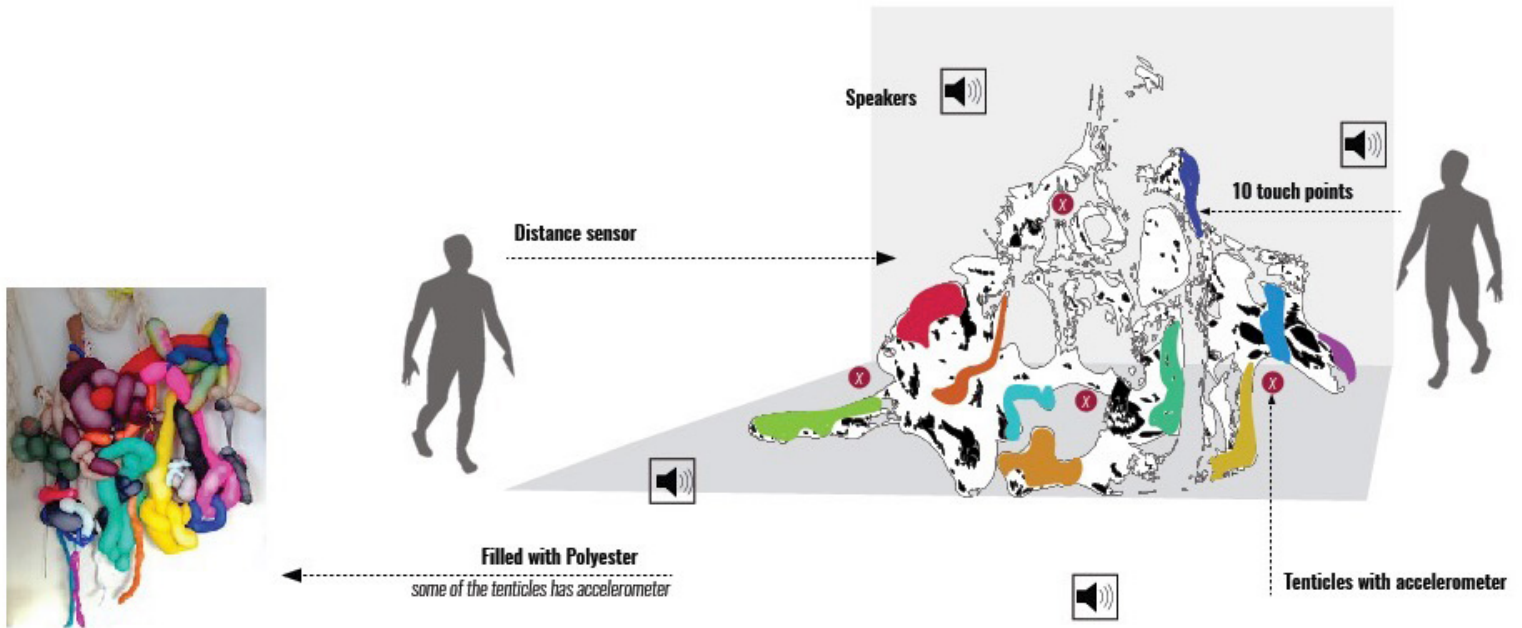 Speakers
10 touch points
Distance sensor
X
X
X
X
Filled with Polyester
some of the tenticles has accelerometer
Tenticles with accelerometer